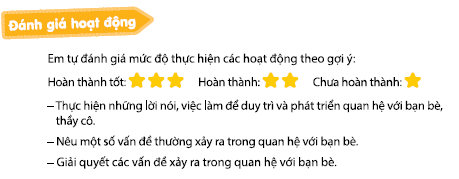 Đánh giá hoạt động
Em tự đánh giá mức độ thực hiện các hoạt động theo gợi ý:
Hoàn thành tốt: Hoàn thành: Chưa hoàn thành:
– Thực hiện những lời nói, việc làm để duy trì và phát triển quan hệ với bạn bè,
thầy cô.
– Nêu một số vấn đề thường xảy ra trong quan hệ với bạn bè.
– Giải quyết các vấn đề xảy ra trong quan hệ với bạn bè.